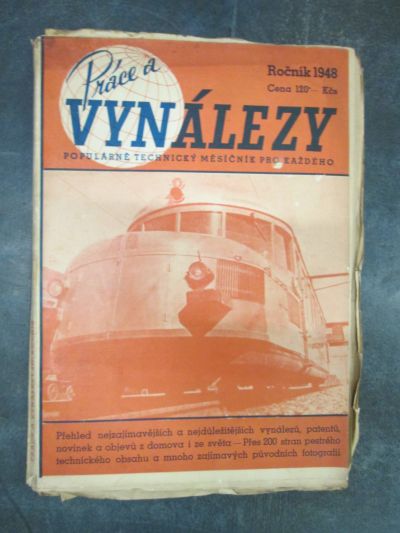 Práce a
Ročník 1948
Cena 120·— Kčs
VYNÁLEZY
POPULÁRNĚ TECHNICKÝ MĚSÍČNÍK PRO KAŽDÉHO
Přehled nejzajímavějších a nejdůležitějších vynálezů, patentů,
novinek a objevů z domova i ze světa — Přes 200 stran pestrého
technického obsahu a mnoho zajímavých původních fotografií